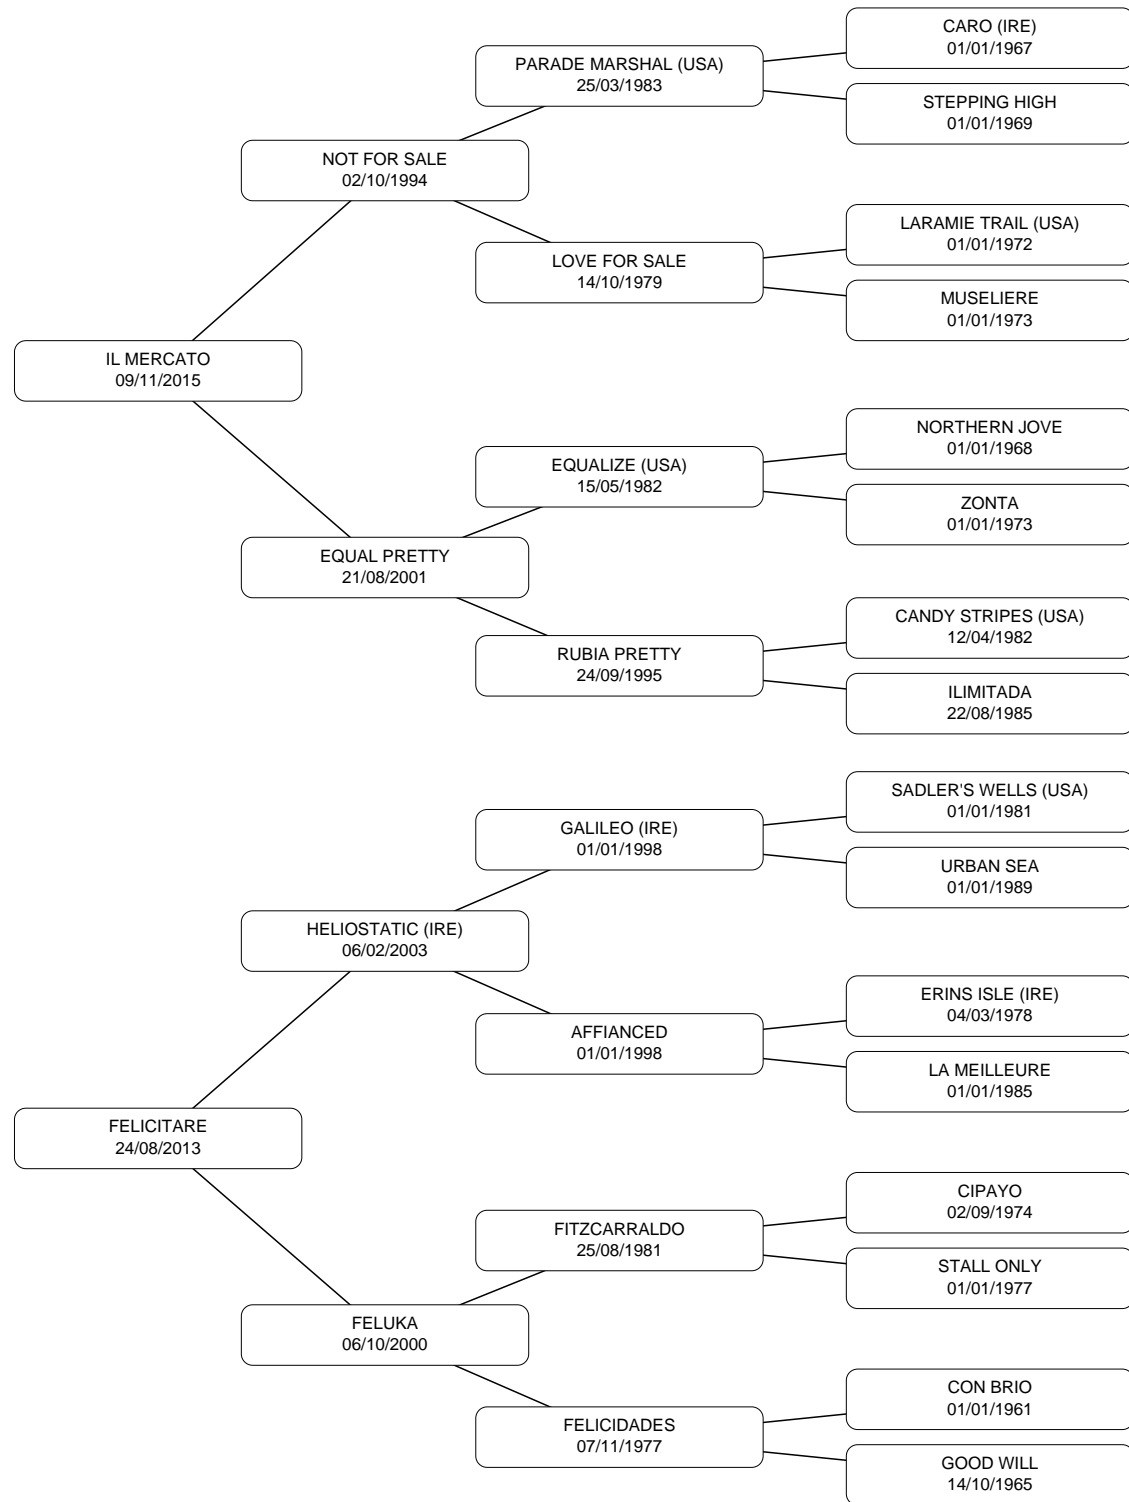 CARO (IRE)
01/01/1967
PARADE MARSHAL (USA)
25/03/1983
STEPPING HIGH
01/01/1969
NOT FOR SALE
02/10/1994
LARAMIE TRAIL (USA)
01/01/1972
LOVE FOR SALE
14/10/1979
MUSELIERE
01/01/1973
IL MERCATO
09/11/2015
NORTHERN JOVE
01/01/1968
EQUALIZE (USA)
15/05/1982
ZONTA
01/01/1973
EQUAL PRETTY
21/08/2001
CANDY STRIPES (USA)
12/04/1982
RUBIA PRETTY
24/09/1995
ILIMITADA
22/08/1985
SADLER'S WELLS (USA)
01/01/1981
GALILEO (IRE)
01/01/1998
URBAN SEA
01/01/1989
HELIOSTATIC (IRE)
06/02/2003
ERINS ISLE (IRE)
04/03/1978
AFFIANCED
01/01/1998
LA MEILLEURE
01/01/1985
FELICITARE
24/08/2013
CIPAYO
02/09/1974
FITZCARRALDO
25/08/1981
STALL ONLY
01/01/1977
FELUKA
06/10/2000
CON BRIO
01/01/1961
FELICIDADES
07/11/1977
GOOD WILL
14/10/1965